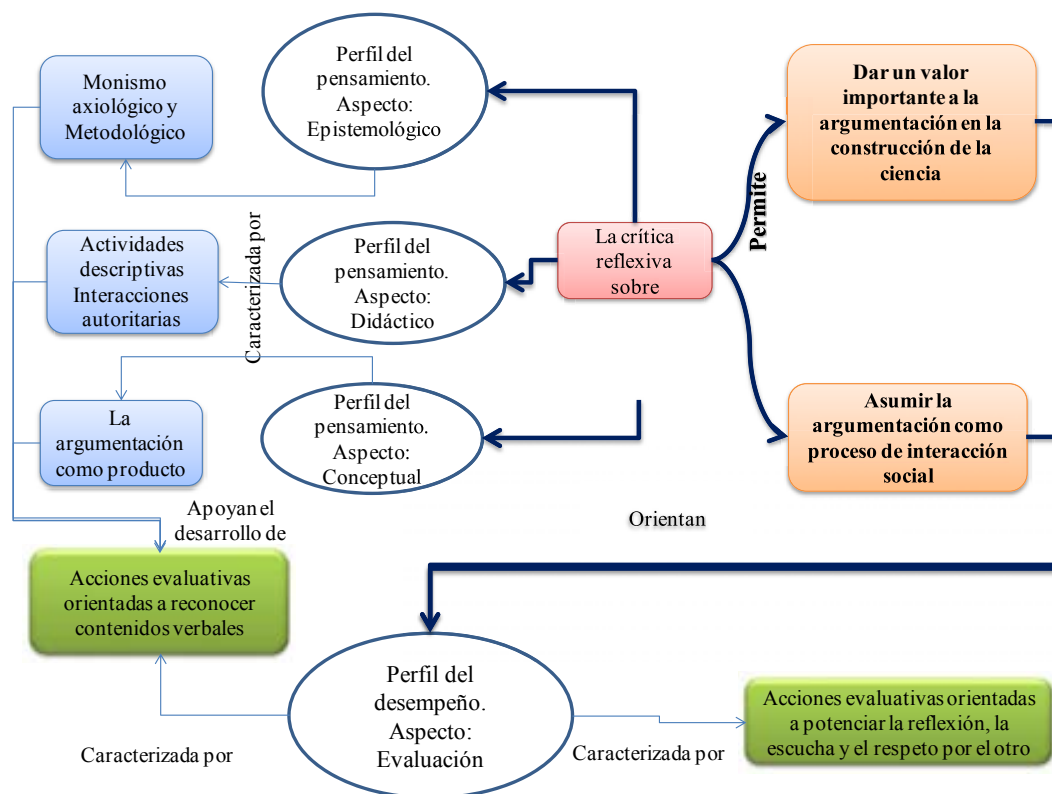 Perfil del
pensamiento.
Aspecto:
Epistemológico
Monismo
axiológico y
Metodológico
Dar un valor
importante a la
argumentación en la
construcción de la
ciencia
Permite
La crítica
reflexiva
sobre
Perfil del
pensamiento.
Aspecto:
Didáctico
Caracterizada por
Actividades
descriptivas
Interacciones
autoritarias
Perfil del
pensamiento.
Aspecto:
Conceptual
La
argumentación
como producto
Asumir la
argumentación como
proceso de interacción
social
Apoyan el
desarrollo de
Orientan
Acciones evaluativas
orientadas a reconocer
contenidos verbales
Perfil del
desempeño.
Aspecto:
Evaluación
Acciones evaluativas orientadas
a potenciar la reflexión, la
escucha y el respeto por el otro
Caracterizada por
Caracterizada por